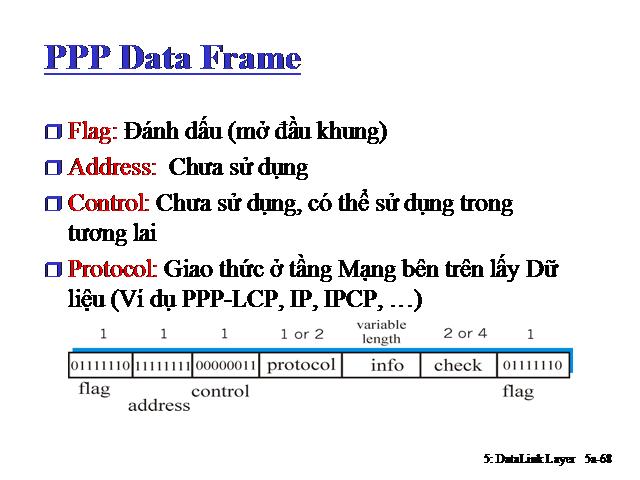 PPP Data Frame
Flag: Đánh dấu (mở đầu khung)
Address: Chưa sử dụng
Control: Chưa sử dụng, có thể sử dụng trong
tương lai
Protocol: Giao thức ở tầng Mạng bên trên lấy Dữ
liệu (Ví dụ PPP-LCP, IP, IPCP, …)
1 1 1 1 or 2 variable length 2 or 4 1
01111110 11111111 00000011 protocol info check 01111110
flag address control flag
5: DataLink Layer 5a-68